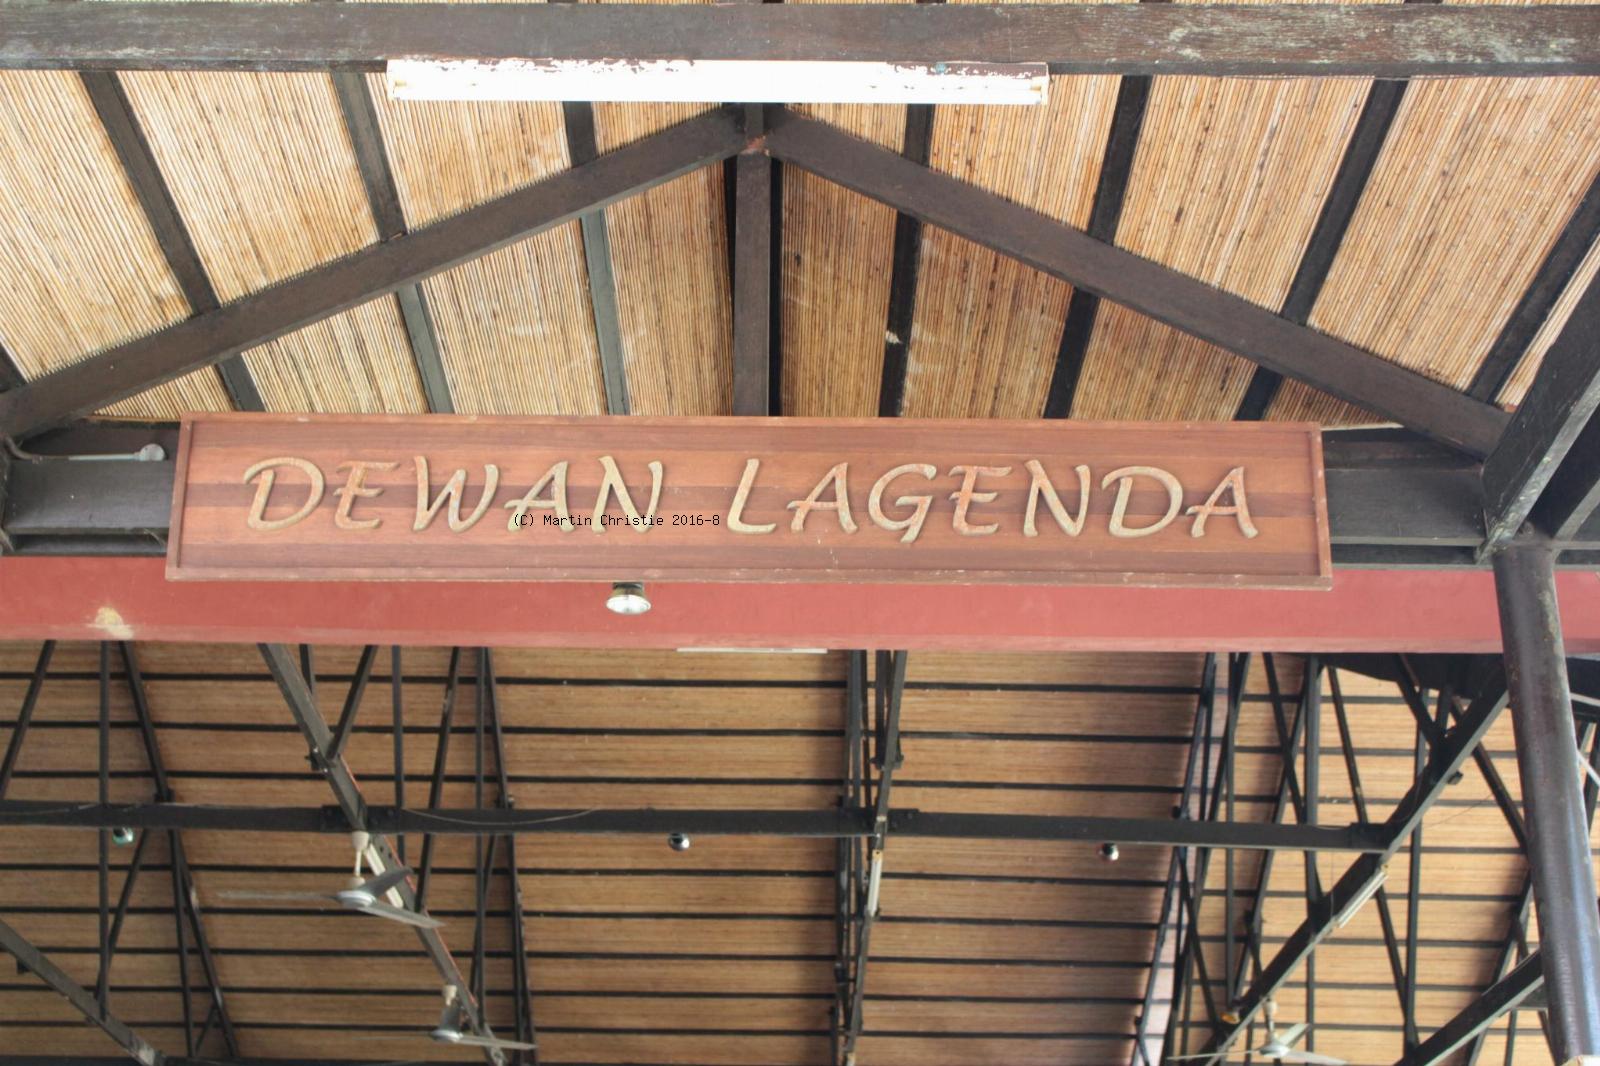 DEWAN LAGENDA
(C) Martin Christie 2016-8